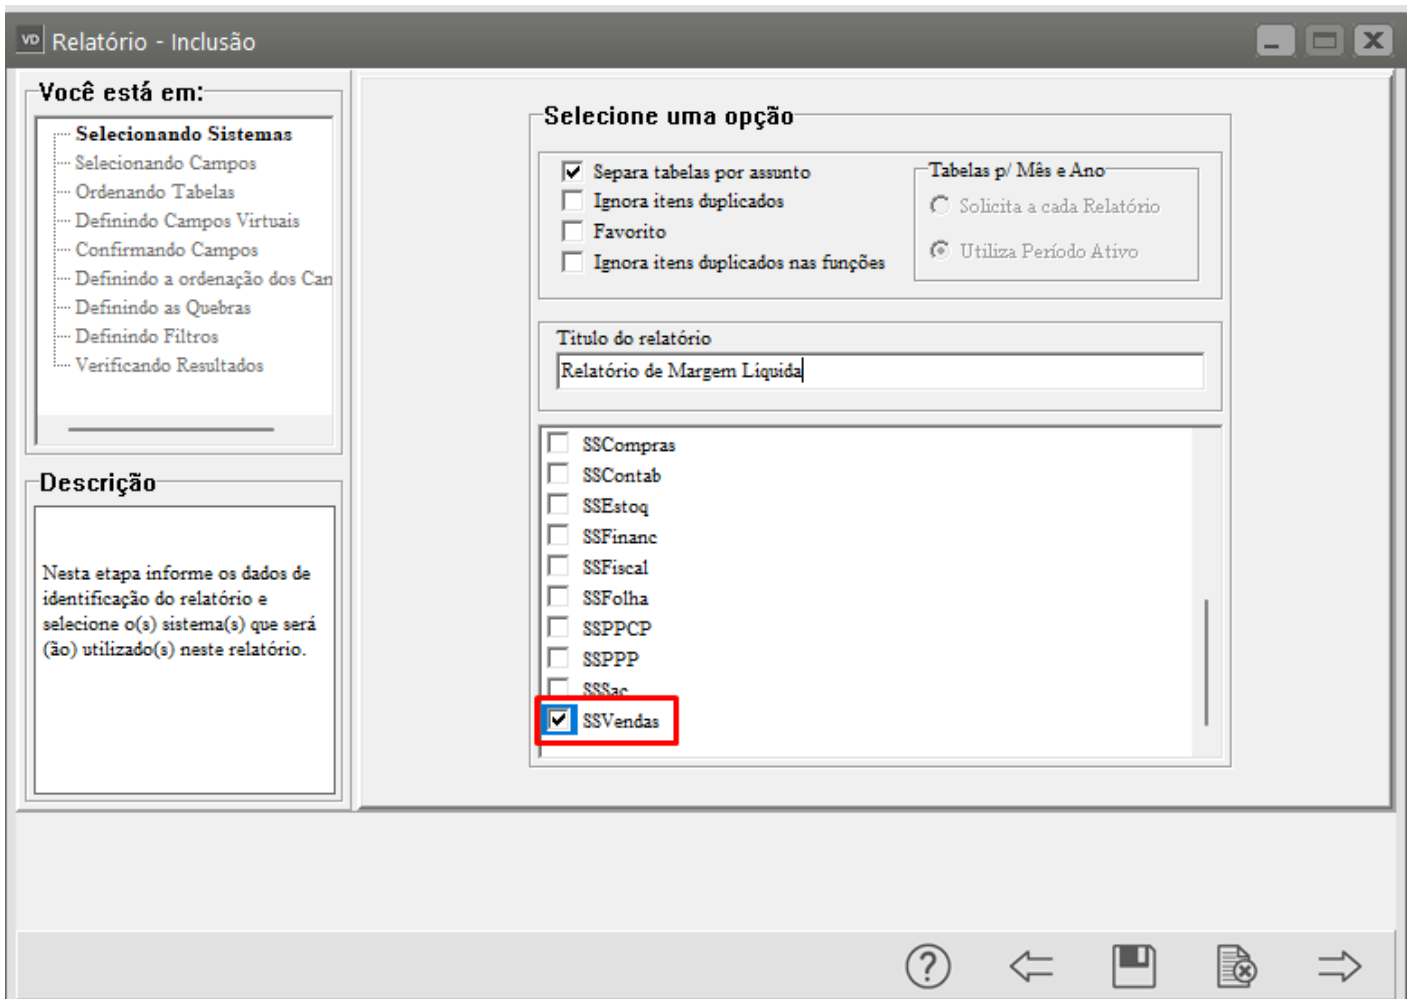 VD Relatório - Inclusão
Você está em:
Selecionando Sistemas
Selecionando Campos
Ordenando Tabelas
Definindo Campos Virtuais
Confirmando Campos
Definindo a ordenação dos Can
Definindo as Quebras
Definindo Filtros
Verificando Resultados
Descrição
Nesta etapa informe os dados de
identificação do relatório e
selecione o(s) sistema(s) que será
(ão) utilizado(s) neste relatório.
Selecione uma opção
Separa tabelas por assunto
Ignora itens duplicados
Favorito
Ignora itens duplicados nas funções
Tabelas p/ Mês e Ano
Solicita a cada Relatório
Utiliza Período Ativo
Titulo do relatório
Relatório de Margem Líquida
SSCompras
SSContab
SSEstoq
SSFinanc
SSFiscal
SSFolha
SSPPCP
SSPPP
SSSac
SSVendas
?